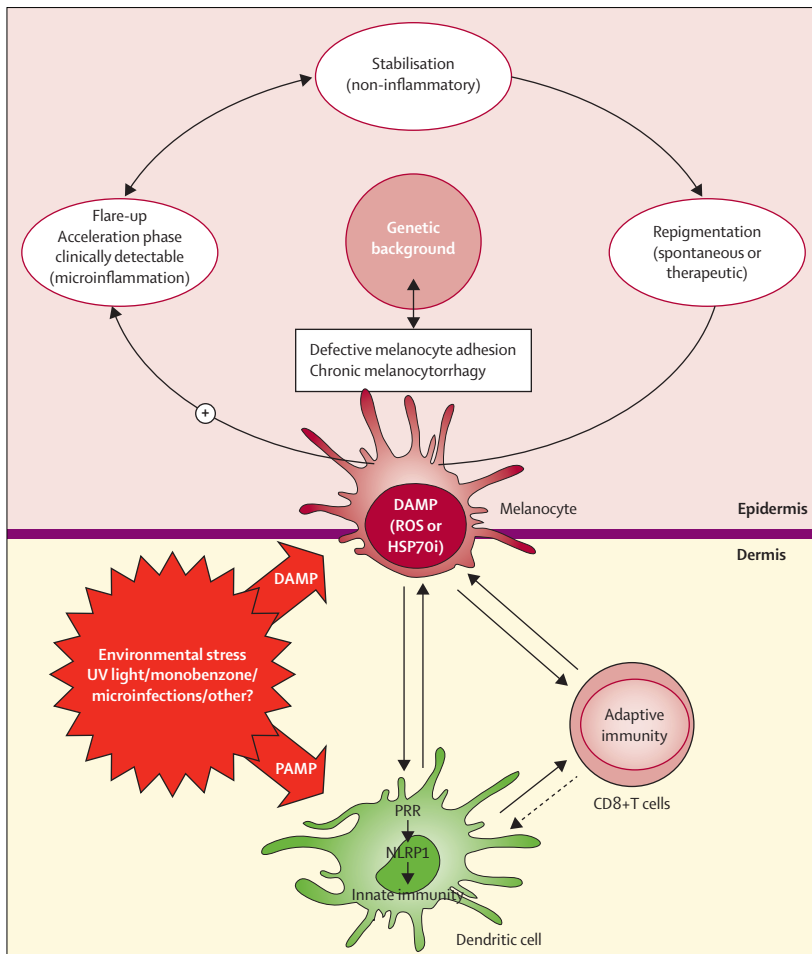 Stabilisation
(non-inflammatory)
Flare-up
Acceleration phase
clinically detectable
(microinflammation)
Genetic
background
Repigmentation
(spontaneous or
therapeutic)
Defective melanocyte adhesion
Chronic melanocytorrhagy
+
DAMP
(ROS or
HSP70i)
Melanocyte
Epidermis
Dermis
DAMP
Environmental stress
UV light/monobenzone/
microinfections/other?
PAMP
Adaptive
immunity
CD8+T cells
PRR
NLRP1
Innate immunity
Dendritic cell